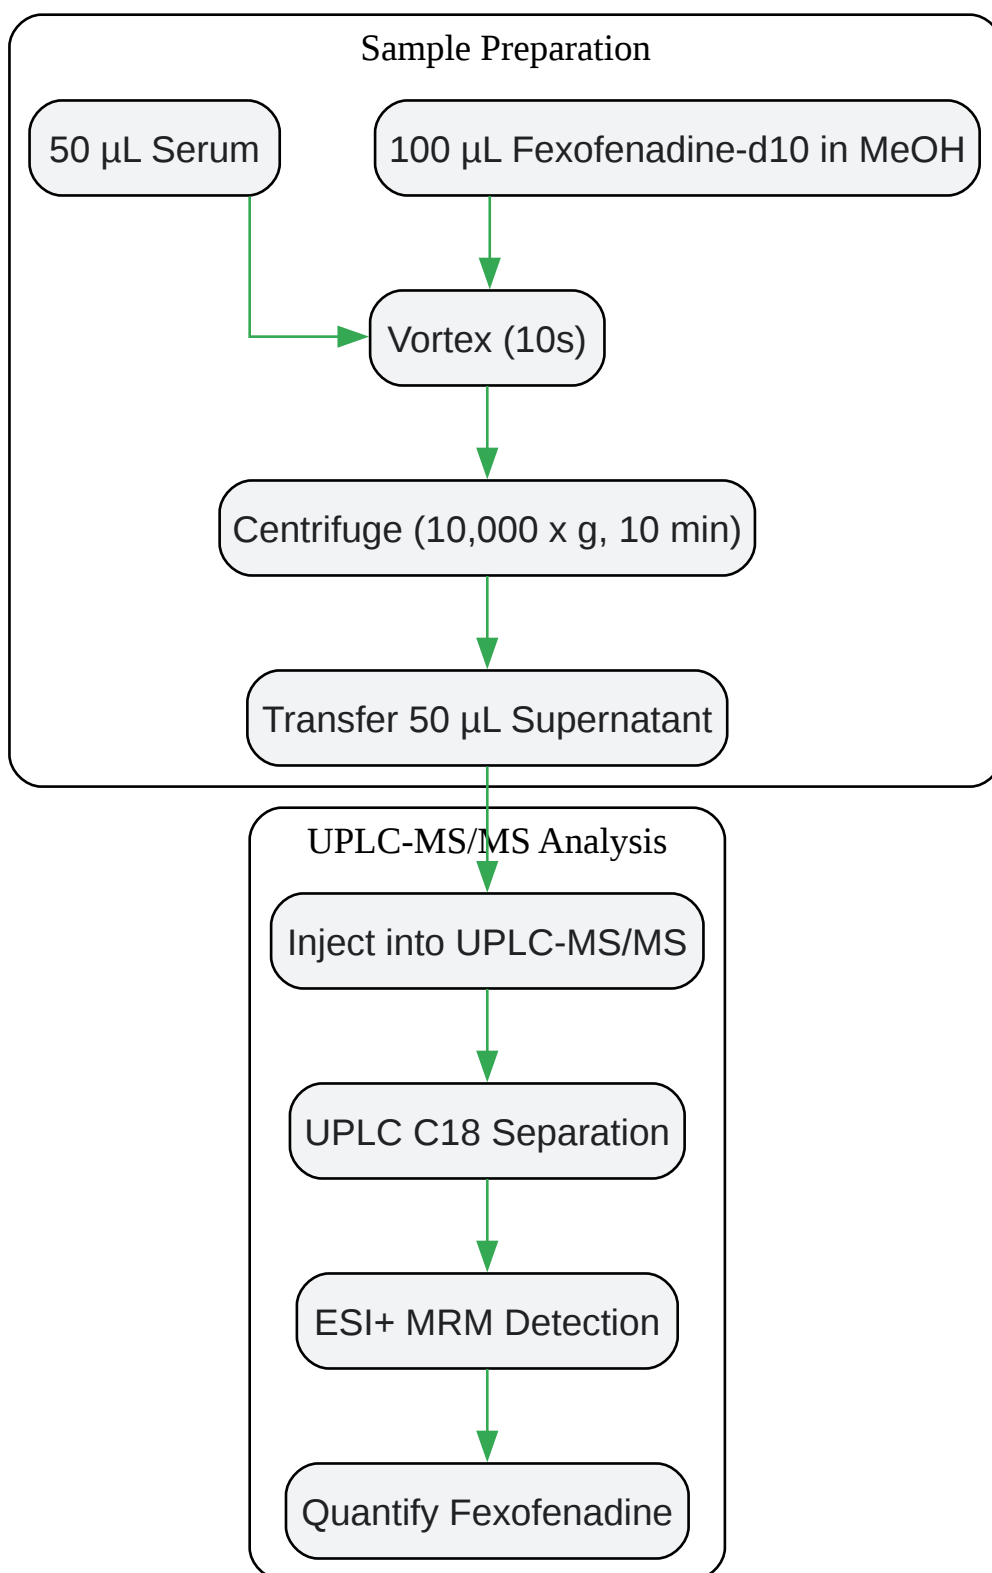 Sample Preparation
50 µL Serum
100 µL Fexofenadine-d10 in MeOH
Vortex (10s)
Centrifuge (10,000 x g, 10 min)
Transfer 50 µL Supernatant
UPLC-MS/MS Analysis
Inject into UPLC-MS/MS
UPLC C18 Separation
ESI+ MRM Detection
Quantify Fexofenadine